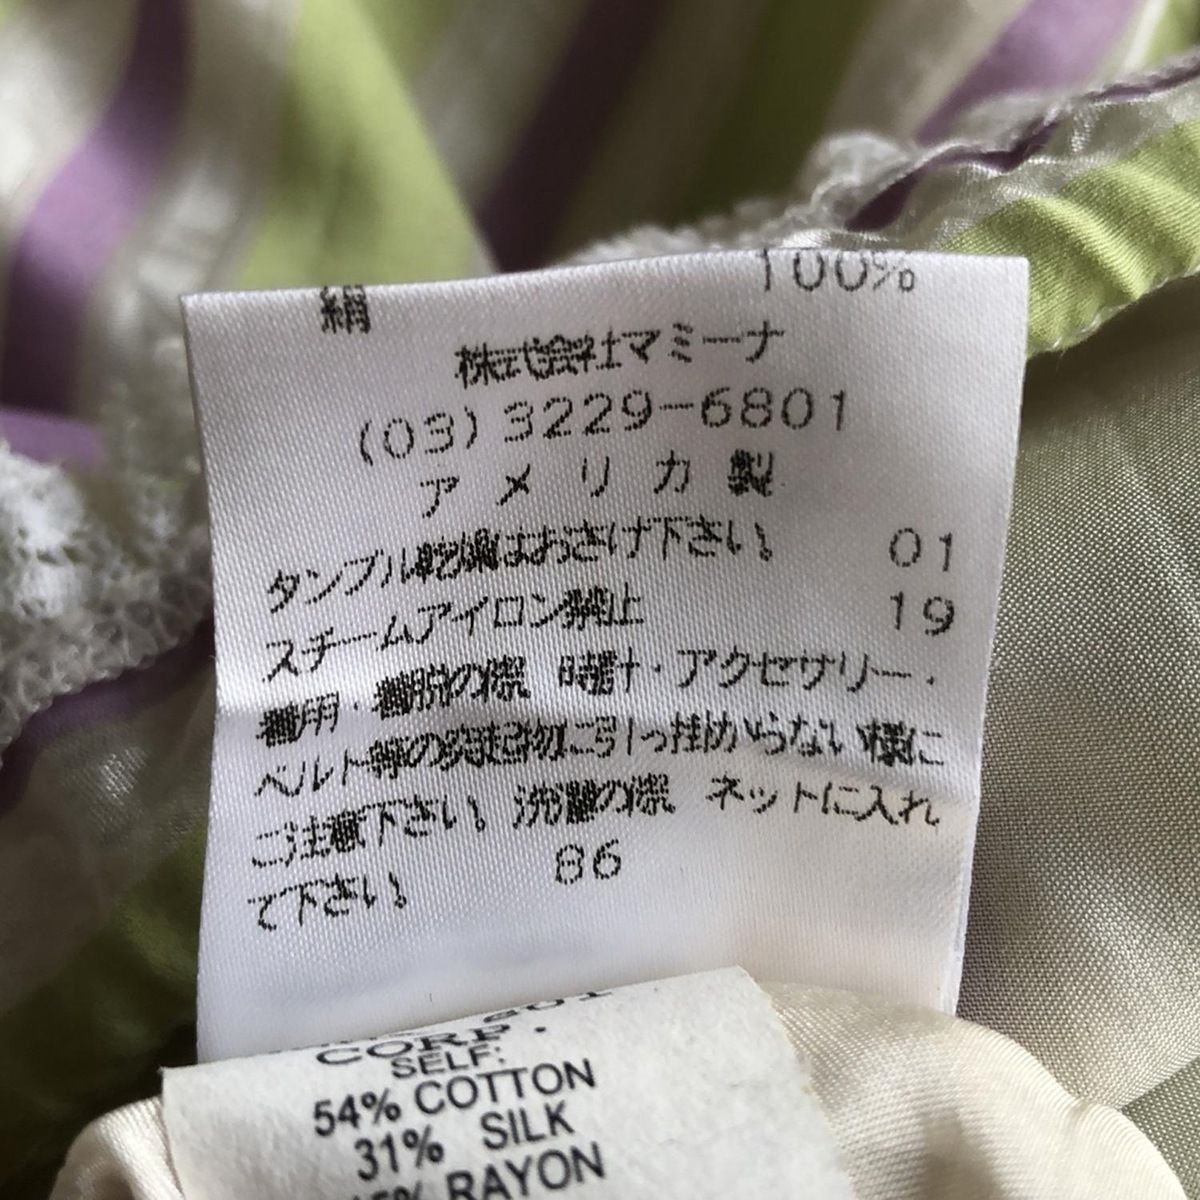 絹 100%
株式会社マミーナ
(03)3229-6801
アメリカ製
タンブル乾燥はおさけ下さい。 01
スチームアイロン禁止 19
着用・着脱の際 時計・アクセサリー・
ベルト等の突起物に引っ掛からない様に
ご注意下さい。洗濯の際 ネットに入れ
て下さい。 86
CORP.
SELF:
54% COTTON
31% SILK
RAYON